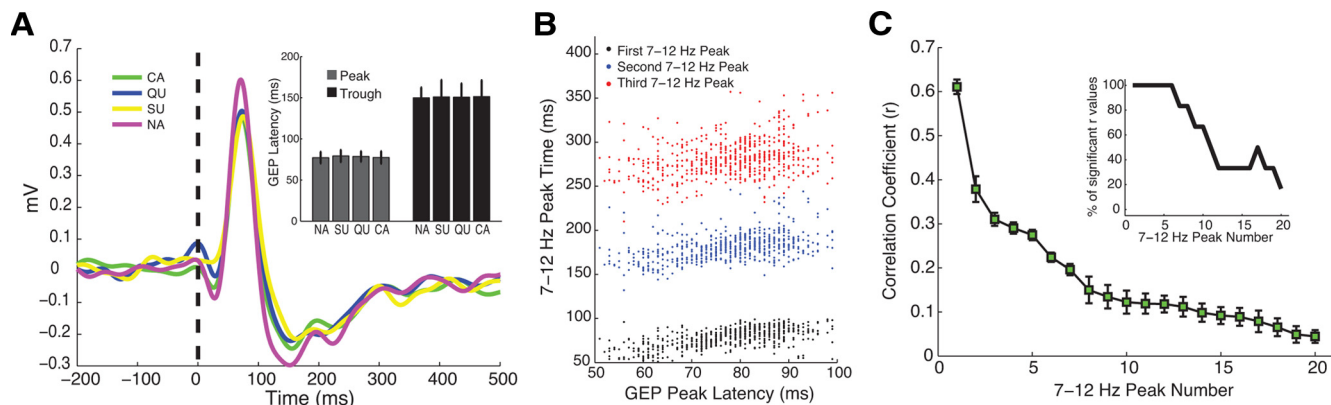 A
0.7
0.6
0.5
0.4
0.3
0.2
0.1
0
−0.1
−0.2
−0.3
mV
−200
−100
0
100
200
300
400
500
Time (ms)
CA
QU
SU
NA
200
150
100
50
0
GEP Latency
(ms)
Peak
Trough
NA SU QU CA
NA SU QU CA
B
400
350
300
250
200
150
100
50
7−12 Hz Peak Time (ms)
First 7−12 Hz Peak
Second 7−12 Hz Peak
Third 7−12 Hz Peak
50 60 70 80 90 100
GEP Peak Latency (ms)
C
0.7
0.6
0.5
0.4
0.3
0.2
0.1
0
Correlation Coefficient (r)
0 5 10 15 20
7−12 Hz Peak Number
100
80
60
40
20
% of significant r values
0 5 10 15 20
7−12 Hz Peak Number